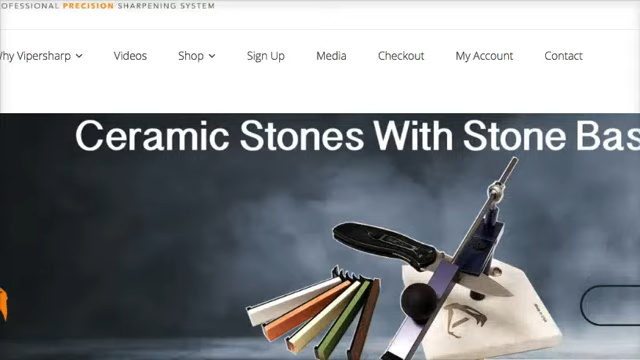 OFESSIONAL PRECISION SHARPENING SYSTEM
Why Vipersharp Videos Shop Sign Up Media Checkout My Account Contact
Ceramic Stones With Stone Bas